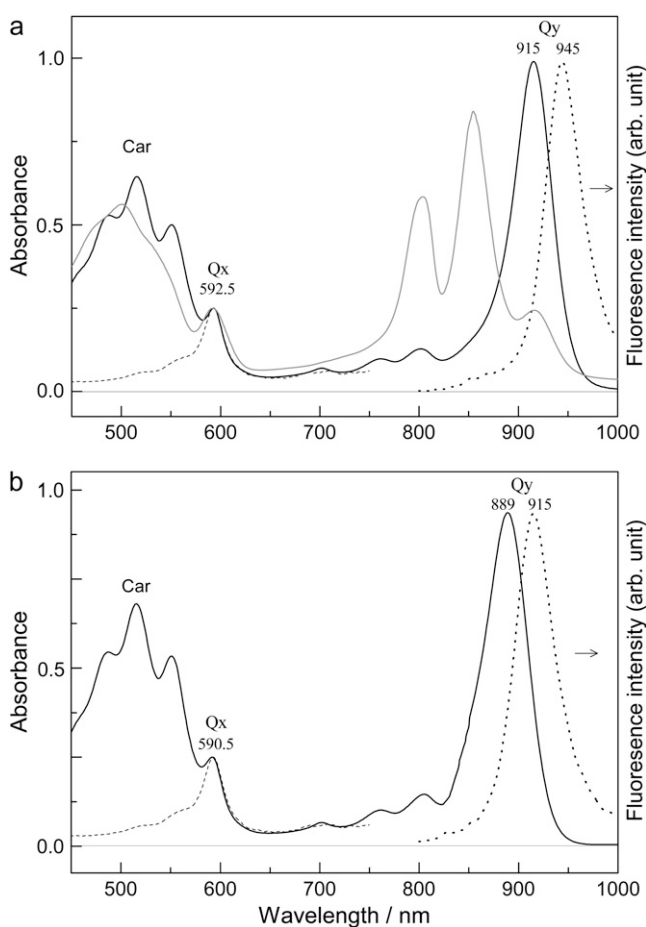 a
Qy
915 945
1.0
Car
0.5
Qx
592.5
0.0
Absorbance
Fluoresence intensity (arb. unit)
500 600 700 800 900 1000
b
Qy
889 915
1.0
Car
0.5
Qx
590.5
0.0
Absorbance
Fluoresence intensity (arb. unit)
500 600 700 800 900 1000
Wavelength / nm